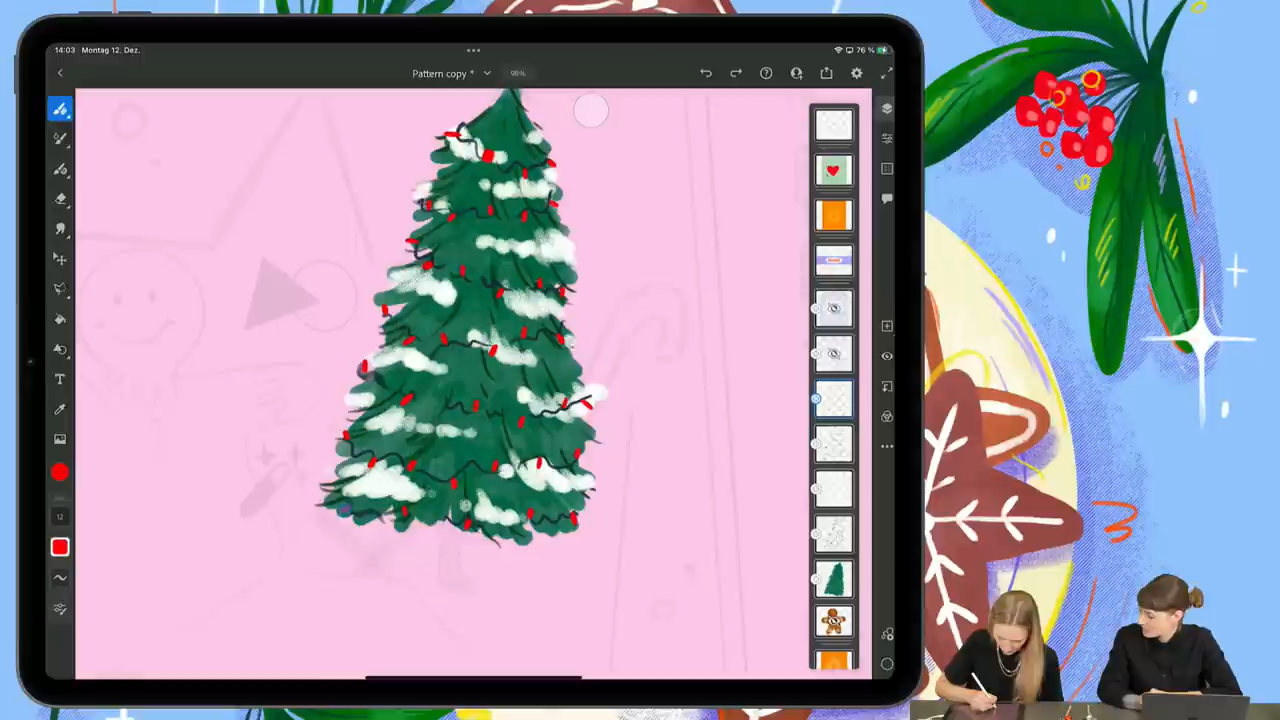 14:03 Montag 12. Dez.
76 %
Pattern copy *
98%
T
12